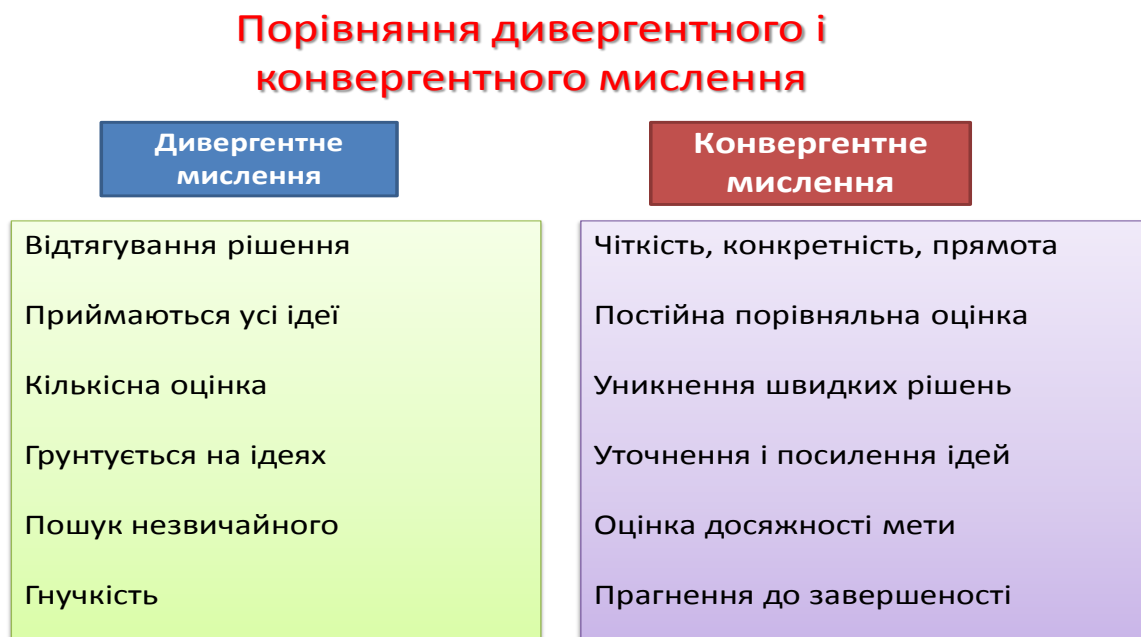 Порівняння дивергентного і
конвергентного мислення
Дивергентне
мислення
Відтягування рішення
Приймаються усі ідеї
Кількісна оцінка
Грунтується на ідеях
Пошук незвичайного
Гнучкість
Конвергентне
мислення
Чіткість, конкретність, прямота
Постійна порівняльна оцінка
Уникнення швидких рішень
Уточнення і посилення ідей
Оцінка досяжності мети
Прагнення до завершеності